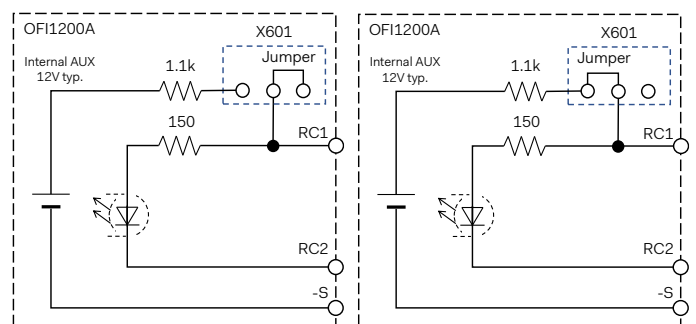 OFI1200A
X601
Internal AUX
12V typ.
1.1k
Jumper
150
RC1
RC2
-S
OFI1200A
X601
Internal AUX
12V typ.
1.1k
Jumper
150
RC1
RC2
-S